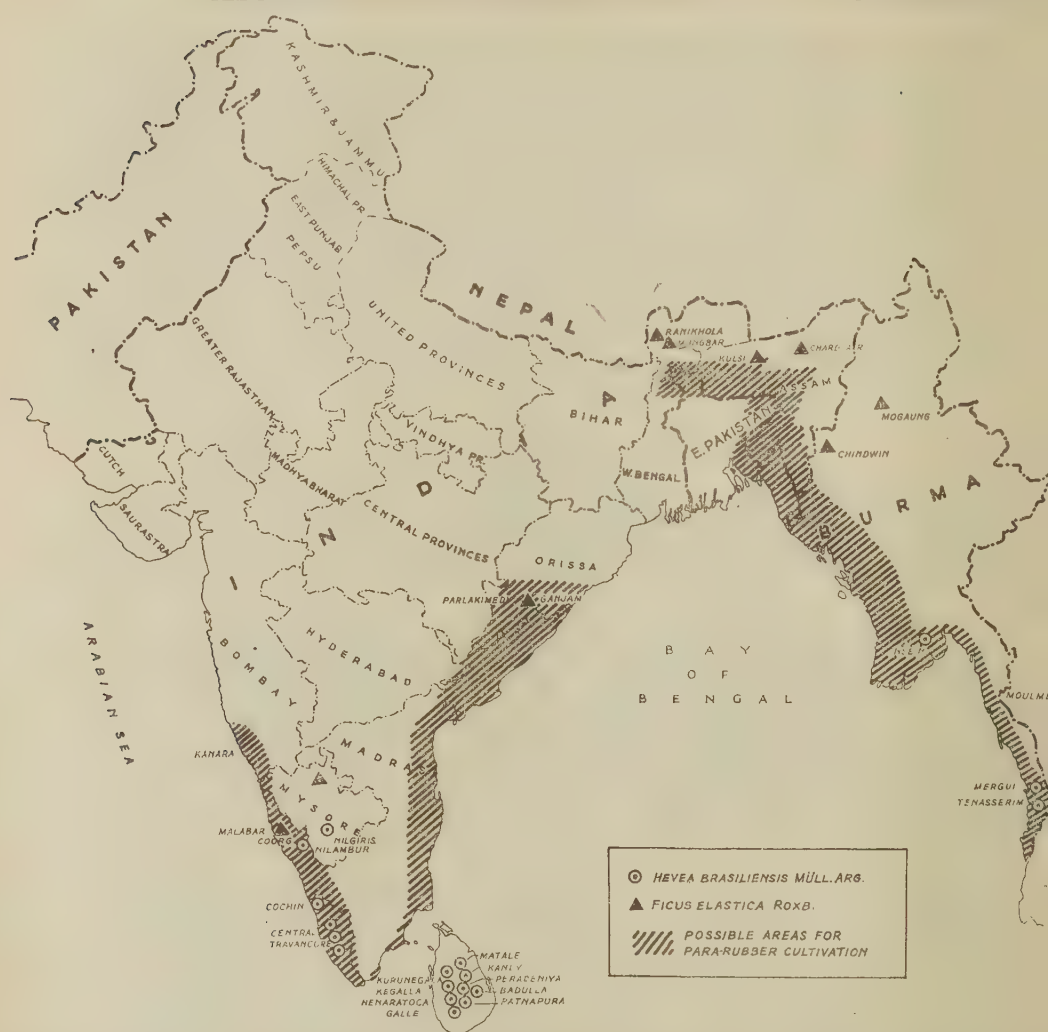 KASHMIR & JAMMU
HIMACHAL PR.
EAST PUNJAB
PEPSU
PAKISTAN
NEPAL
UNITED PROVINCES
GREATER RAJASTHAN
RANIKHOLA
KULSI
ASSAM
MOGAUNG
CHINDWIN
BIHAR
E. PAKISTAN
W. BENGAL
VINDHYA PR.
MADHYABHARAT
CUTCH
SAURASTRA
CENTRAL PROVINCES
INDIA
BURMA
ORISSA
PARLAKIMEDI
GANJAM
HYDERABAD
BOMBAY
ARABIAN SEA
BAY
OF
BENGAL
MADRAS
KANARA
MYSORE
MALABAR
COORG
NILGIRIS
NILAMBUR
COCHIN
CENTRAL
TRAVANCORE
MERGUI
TENASSERIM
MATALE
KANDY
PERADENIYA
BADULLA
KEGALLA
GALLE
HEVEA BRASILIENSIS MÜLL. ARG.
FICUS ELASTICA ROXB.
POSSIBLE AREAS FOR
PARA-RUBBER CULTIVATION